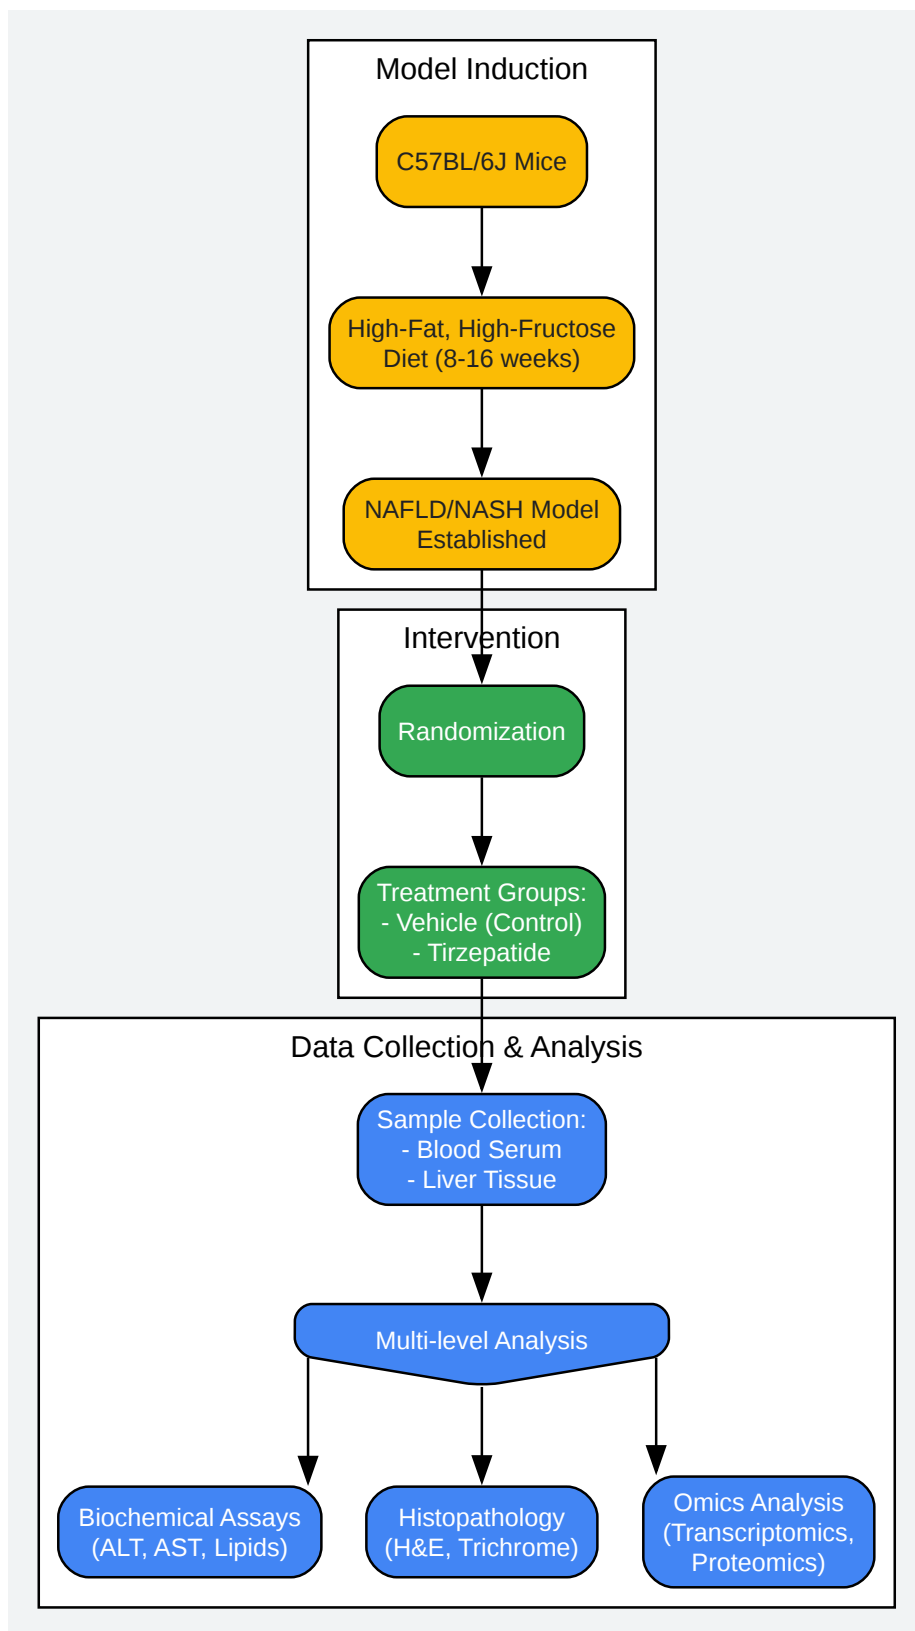 Model Induction
C57BL/6J Mice
High-Fat, High-Fructose
Diet (8-16 weeks)
NAFLD/NASH Model
Established
Intervention
Randomization
Treatment Groups:
- Vehicle (Control)
- Tirzepatide
Data Collection & Analysis
Sample Collection:
- Blood Serum
- Liver Tissue
Multi-level Analysis
Biochemical Assays
(ALT, AST, Lipids)
Histopathology
(H&E, Trichrome)
Omics Analysis
(Transcriptomics,
Proteomics)